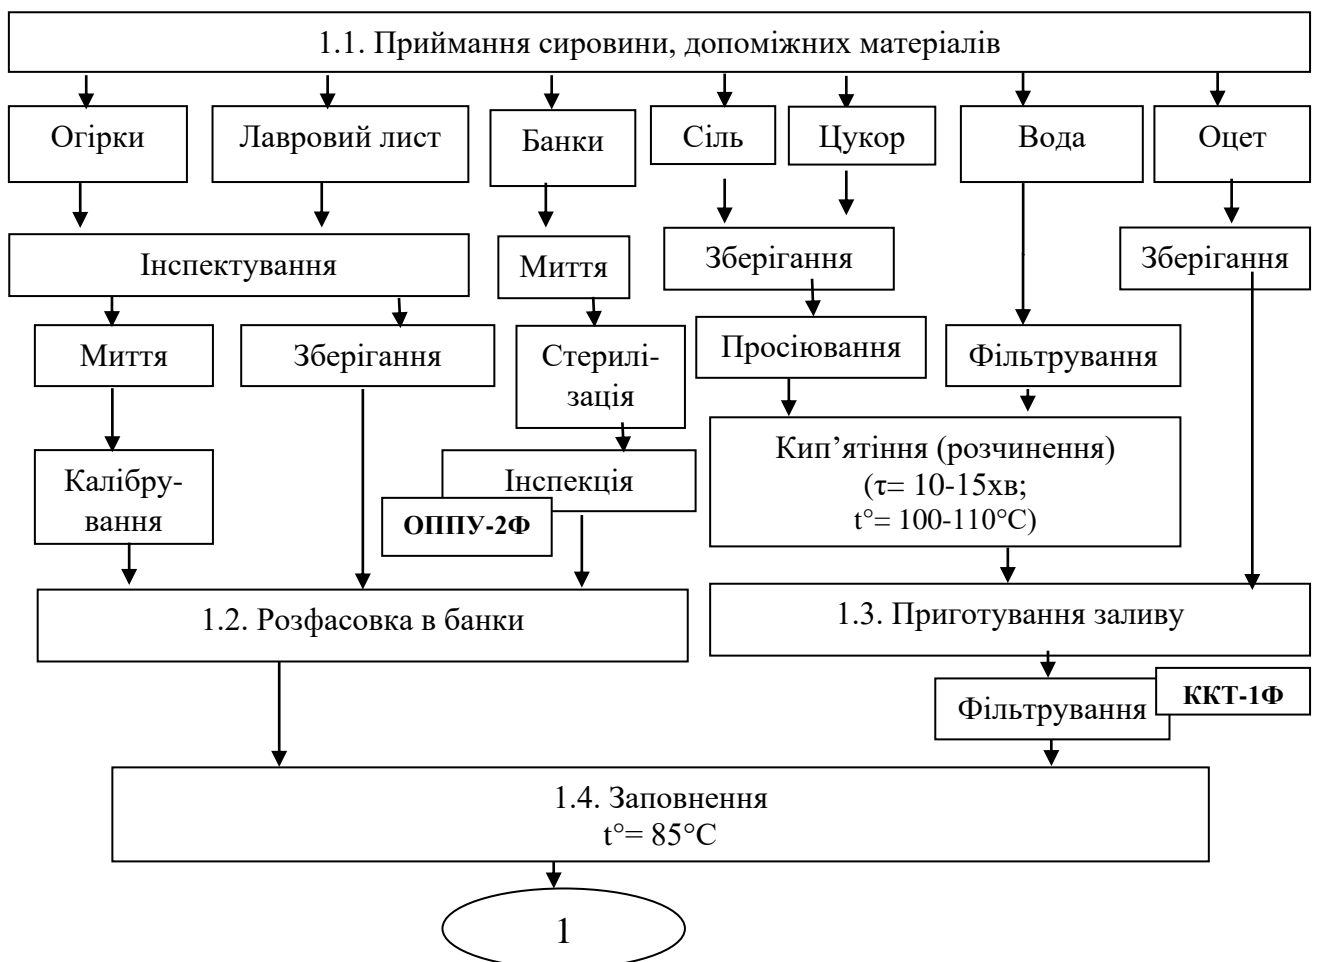 1.1. Приймання сировини, допоміжних матеріалів
Огірки
Лавровий лист
Банки
Сіль
Цукор
Вода
Оцет
Інспектування
Миття
Зберігання
Зберігання
Миття
Зберігання
Стерилі-
зація
Просіювання
Фільтрування
Калібру-
вання
Інспекція
ОППУ-2Ф
Кип’ятіння (розчинення)
(τ= 10-15хв;
t°= 100-110°С)
1.2. Розфасовка в банки
1.3. Приготування заливу
Фільтрування
ККТ-1Ф
1.4. Заповнення
t°= 85°С
1